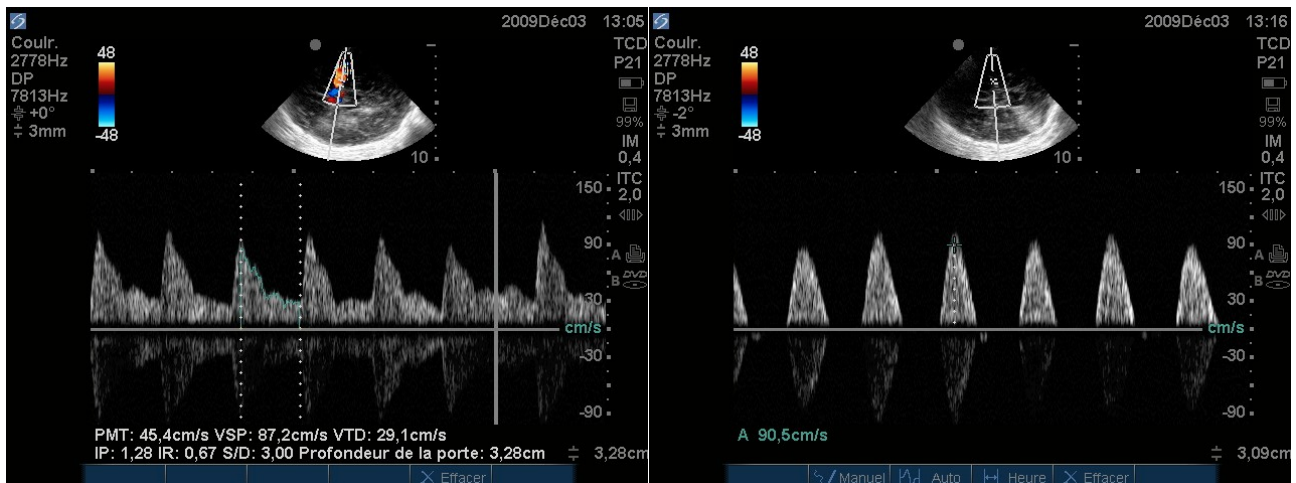 2009Déc03 13:05
Coulr.
2778Hz
DP
7813Hz
+0°
3mm
48
-48
TCD
P21
99%
IM
0,4
ITC
2,0
10
150
90
30
cm/s
-30
-90
A
B
DVD
PMT: 45,4cm/s VSP: 87,2cm/s VTD: 29,1cm/s
IP: 1,28 IR: 0,67 S/D: 3,00 Profondeur de la porte: 3,28cm
3,28cm
Effacer
2009Déc03 13:16
Coulr.
2778Hz
DP
7813Hz
-2°
3mm
48
-48
TCD
P21
99%
IM
0,4
ITC
2,0
10
150
90
30
cm/s
-30
-90
A
B
DVD
A 90,5cm/s
3,09cm
Manuel Auto Heure Effacer